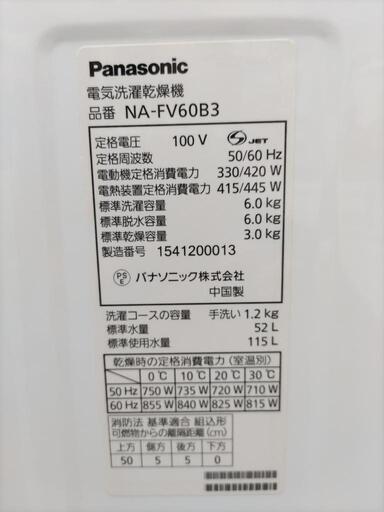 Panasonic
電気洗濯乾燥機
品番 NA-FV60B3
定格電圧 100 V JET
定格周波数 50/60 Hz
電動機定格消費電力 330/420 W
電熱装置定格消費電力 415/445 W
標準洗濯容量 6.0 kg
標準脱水容量 6.0 kg
標準乾燥容量 3.0 kg
製造番号 1541200013
PS E パナソニック株式会社
中国製
洗濯コースの容量 手洗い 1.2 kg
標準水量 52 L
標準使用水量 115 L
乾燥時の定格消費電力(室温別)
0℃ 10℃ 20℃ 30℃
50 Hz 750 W 735 W 720 W 710 W
60 Hz 855 W 840 W 825 W 815 W
消防法 基準適合 組込形
可燃物からの離隔距離(cm)
上方 側方 後方 下方
50 5 5 0